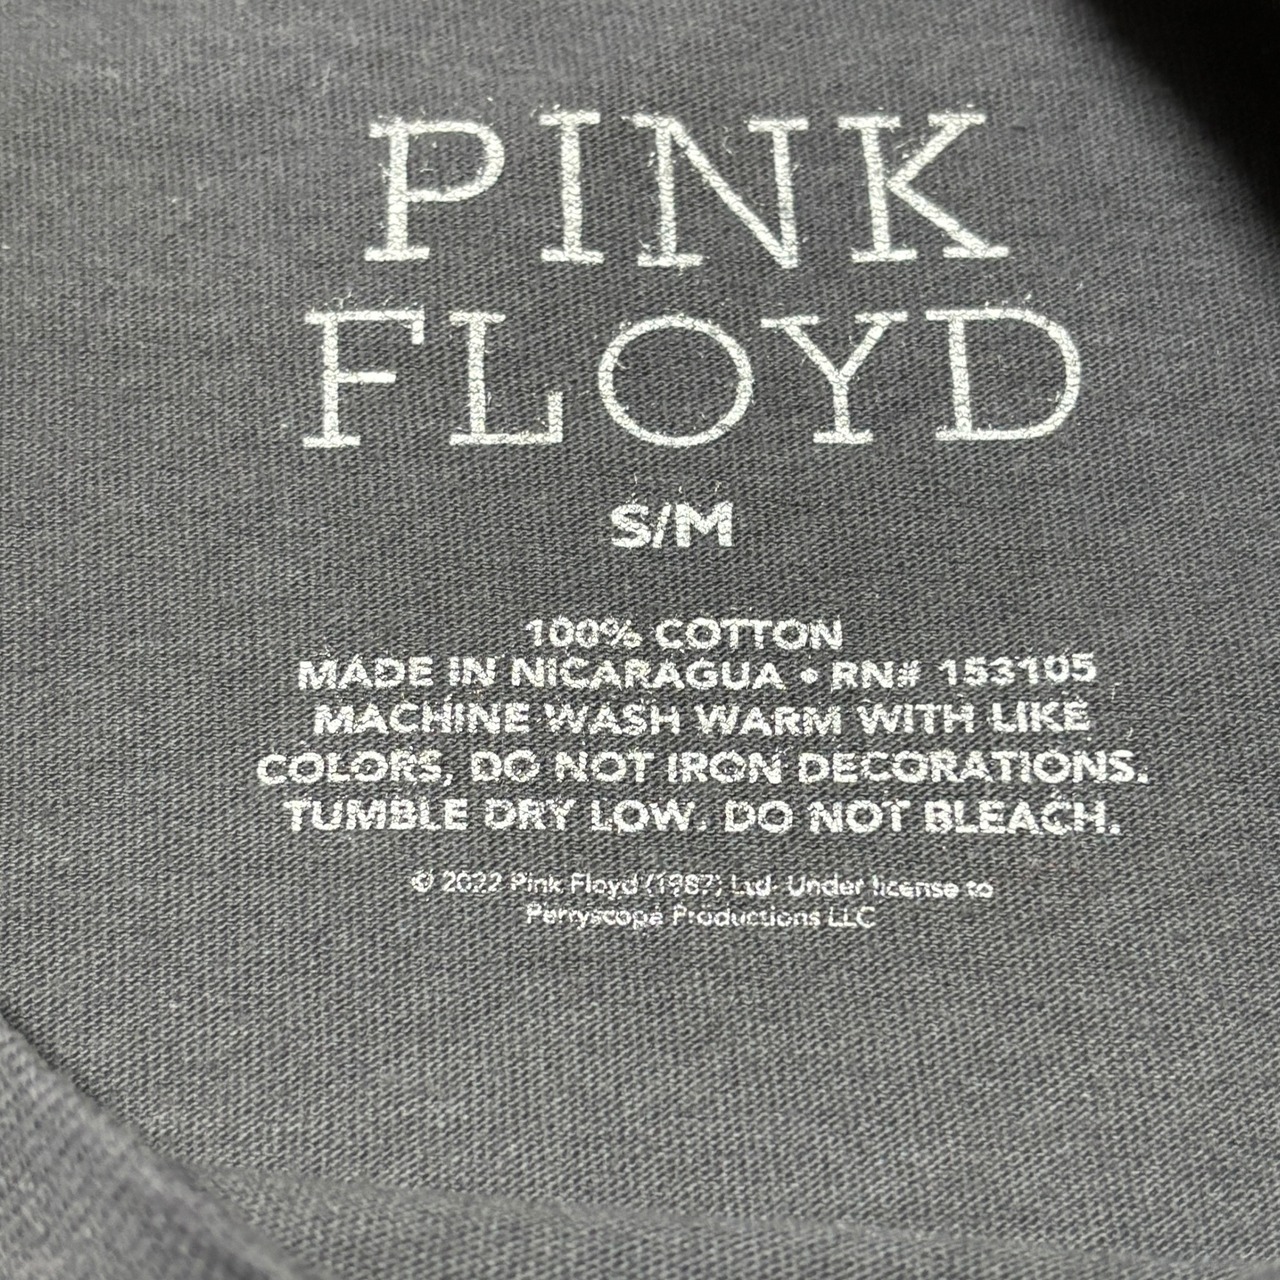 PINK
FLOYD
S/M
100% COTTON
MADE IN NICARAGUA • RN# 153105
MACHINE WASH WARM WITH LIKE
COLORS, DO NOT IRON DECORATIONS.
TUMBLE DRY LOW. DO NOT BLEACH.
© 2022 Pink Floyd (1987) Ltd. Under license to
Perryscope Productions LLC